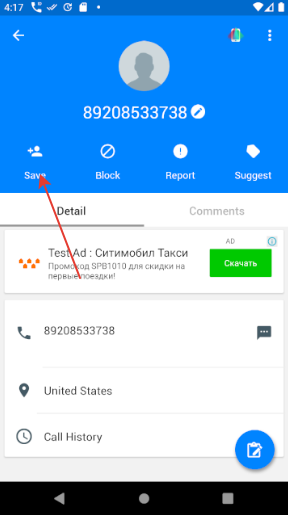 4:17
89208533738
Save Block Report Suggest
Detail Comments
AD
Test Ad : Ситимобил Такси
Промокод SPB1010 для скидки на
первые поездки!
Скачать
89208533738
United States
Call History